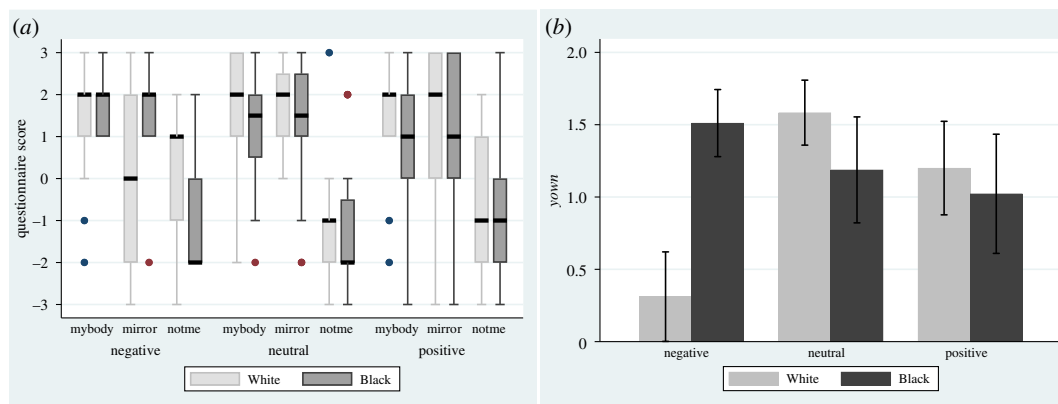 (a)
3
2
1
0
−1
−2
−3
questionnaire score
mybody mirror notme mybody mirror notme mybody mirror notme
negative neutral positive
White Black
(b)
2.0
1.5
1.0
0.5
0
yown
negative neutral positive
White Black